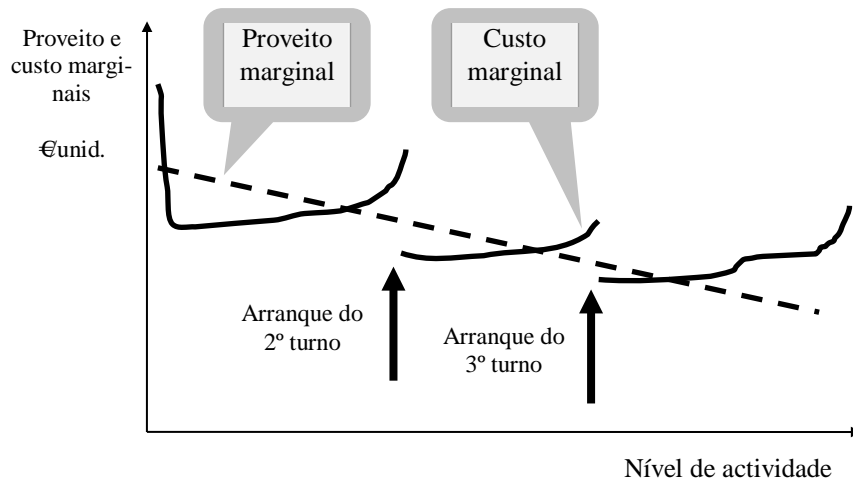 Proveito e
custo margi-
nais
€/unid.
Proveito
marginal
Custo
marginal
Arranque do
2º turno
Arranque do
3º turno
Nível de actividade